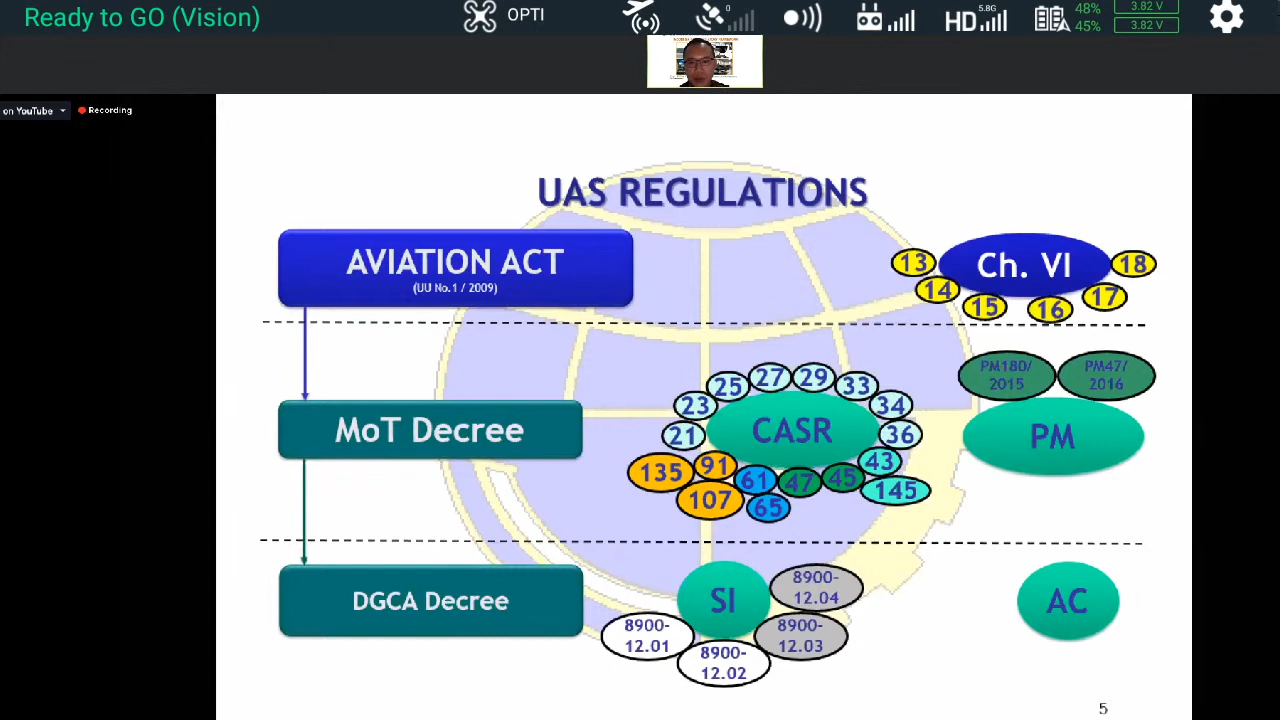 Ready to GO (Vision)
OPTI
0
HD
5.8G
48%
45%
3.82 V
3.82 V
on YouTube
Recording
UAS REGULATIONS
AVIATION ACT
(UU No.1 / 2009)
Ch. VI
13
14
15
16
17
18
MoT Decree
CASR
21
23
25
27
29
33
34
36
43
145
45
47
61
65
91
107
135
PM180/
2015
PM47/
2016
PM
DGCA Decree
SI
8900-
12.01
8900-
12.02
8900-
12.03
8900-
12.04
AC
5